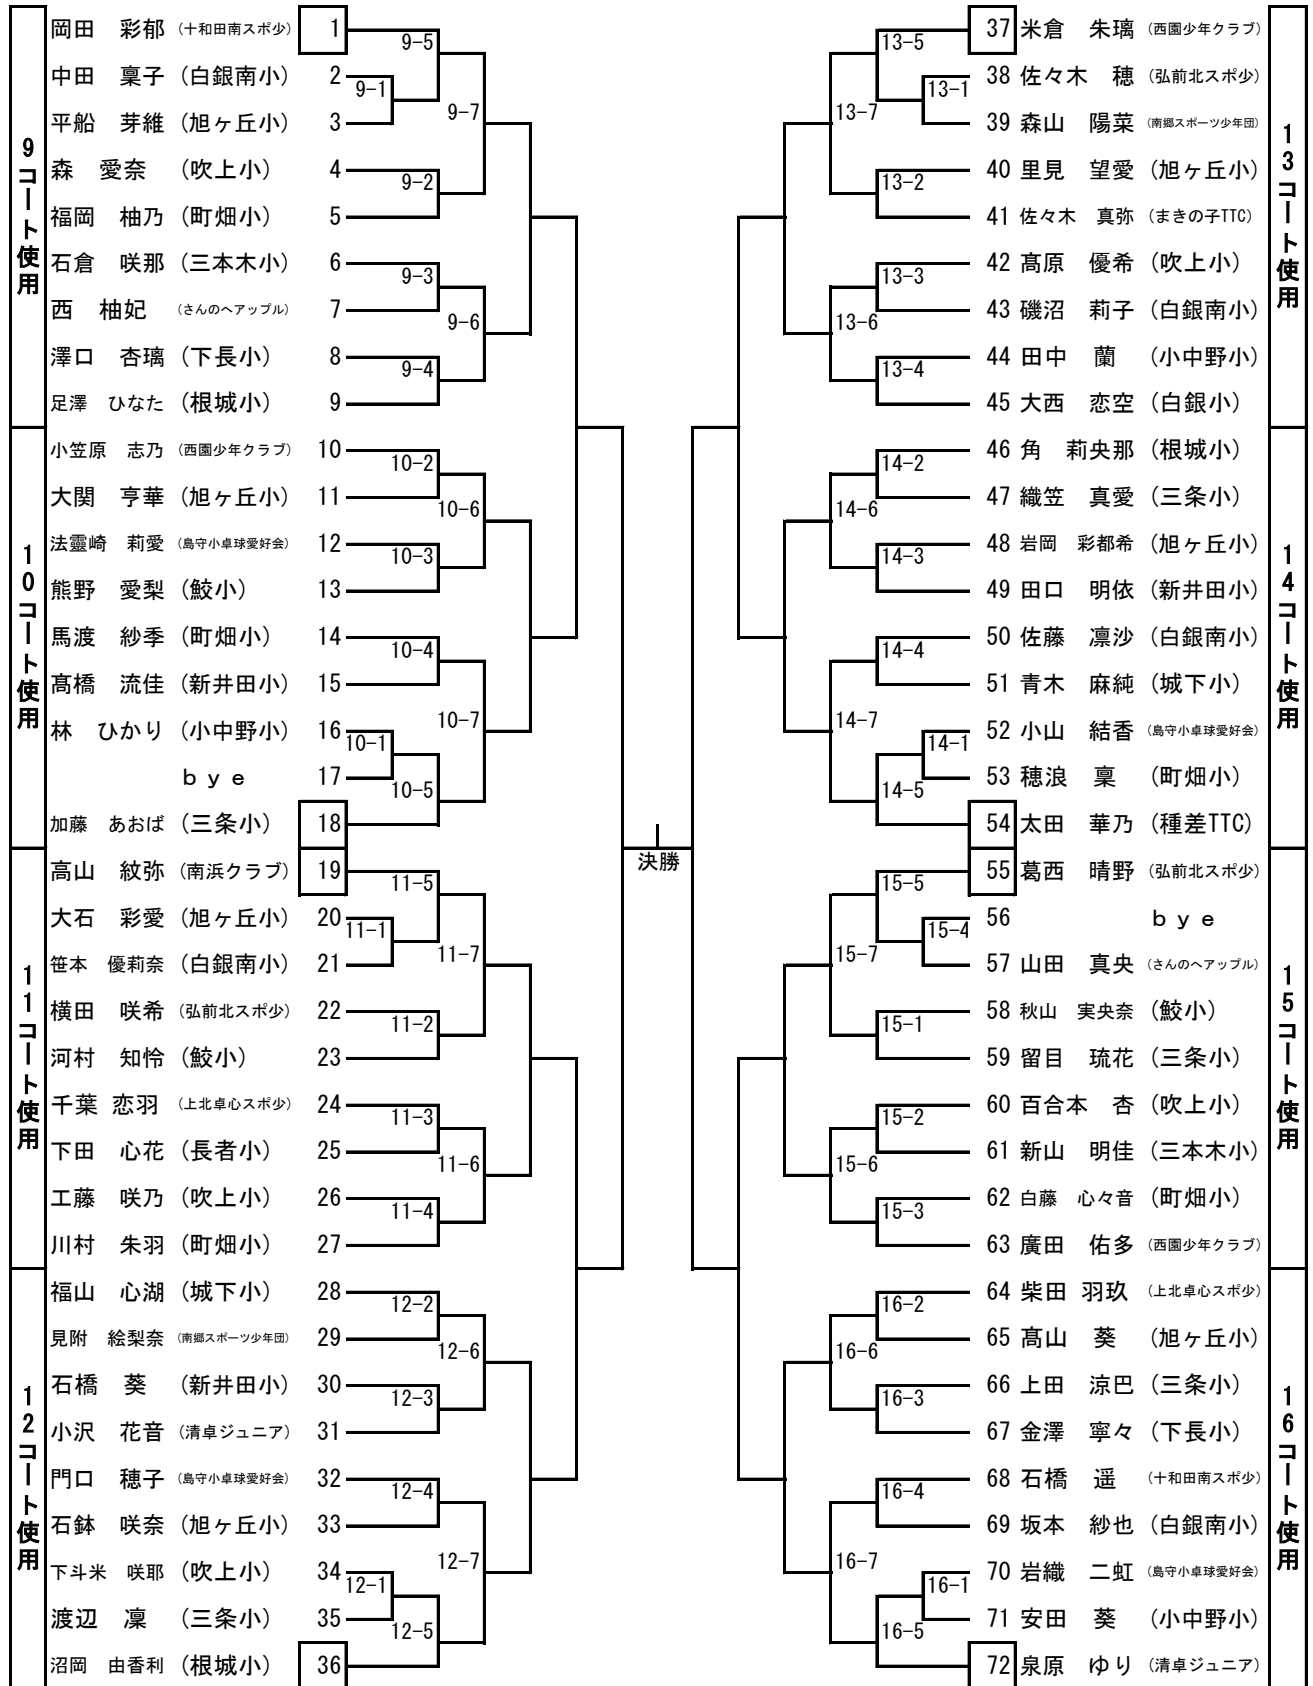 9コート使用
岡田　彩郁 (十和田南スポ少) 1
中田　稟子 (白銀南小) 2
平船　芽維 (旭ヶ丘小) 3
森　愛奈 (吹上小) 4
福岡　柚乃 (町畑小) 5
石倉　咲那 (三本木小) 6
西　柚妃 (さんのへアップル) 7
澤口　杏璃 (下長小) 8
足澤　ひなた (根城小) 9
9-5
9-1
9-7
9-2
9-3
9-6
9-4
10コート使用
小笠原　志乃 (西園少年クラブ) 10
大関　亨華 (旭ヶ丘小) 11
法靈崎　莉愛 (島守小卓球愛好会) 12
熊野　愛梨 (鮫小) 13
馬渡　紗季 (町畑小) 14
髙橋　流佳 (新井田小) 15
林　ひかり (小中野小) 16
ｂｙｅ 17
加藤　あおば (三条小) 18
10-2
10-6
10-3
10-4
10-7
10-1
10-5
11コート使用
高山　紋弥 (南浜クラブ) 19
大石　彩愛 (旭ヶ丘小) 20
笹本　優莉奈 (白銀南小) 21
横田　咲希 (弘前北スポ少) 22
河村　知怜 (鮫小) 23
千葉 恋羽 (上北卓心スポ少) 24
下田　心花 (長者小) 25
工藤　咲乃 (吹上小) 26
川村　朱羽 (町畑小) 27
11-5
11-1
11-7
11-2
11-3
11-6
11-4
12コート使用
福山　心湖 (城下小) 28
見附　絵梨奈 (南郷スポーツ少年団) 29
石橋　葵 (新井田小) 30
小沢　花音 (清卓ジュニア) 31
門口　穂子 (島守小卓球愛好会) 32
石鉢　咲奈 (旭ヶ丘小) 33
下斗米　咲耶 (吹上小) 34
渡辺　凜 (三条小) 35
沼岡　由香利 (根城小) 36
12-2
12-6
12-3
12-4
12-7
12-1
12-5
決勝
13コート使用
37 米倉　朱璃 (西園少年クラブ)
38 佐々木　穂 (弘前北スポ少)
39 森山　陽菜 (南郷スポーツ少年団)
40 里見　望愛 (旭ヶ丘小)
41 佐々木　真弥 (まきの子TTC)
42 髙原　優希 (吹上小)
43 磯沼　莉子 (白銀南小)
44 田中　蘭 (小中野小)
45 大西　恋空 (白銀小)
13-5
13-1
13-7
13-2
13-3
13-6
13-4
14コート使用
46 角　莉央那 (根城小)
47 織笠　真愛 (三条小)
48 岩岡　彩都希 (旭ヶ丘小)
49 田口　明依 (新井田小)
50 佐藤　凛沙 (白銀南小)
51 青木　麻純 (城下小)
52 小山　結香 (島守小卓球愛好会)
53 穂浪　稟 (町畑小)
54 太田　華乃 (種差TTC)
14-2
14-6
14-3
14-4
14-7
14-1
14-5
15コート使用
55 葛西　晴野 (弘前北スポ少)
56 ｂｙｅ
57 山田　真央 (さんのへアップル)
58 秋山　実央奈 (鮫小)
59 留目　琉花 (三条小)
60 百合本　杏 (吹上小)
61 新山　明佳 (三本木小)
62 白藤　心々音 (町畑小)
63 廣田　佑多 (西園少年クラブ)
15-5
15-4
15-7
15-1
15-2
15-6
15-3
16コート使用
64 柴田 羽玖 (上北卓心スポ少)
65 髙山　葵 (旭ヶ丘小)
66 上田　涼巴 (三条小)
67 金澤　寧々 (下長小)
68 石橋　遥 (十和田南スポ少)
69 坂本　紗也 (白銀南小)
70 岩織　二虹 (島守小卓球愛好会)
71 安田　葵 (小中野小)
72 泉原　ゆり (清卓ジュニア)
16-2
16-6
16-3
16-4
16-7
16-1
16-5